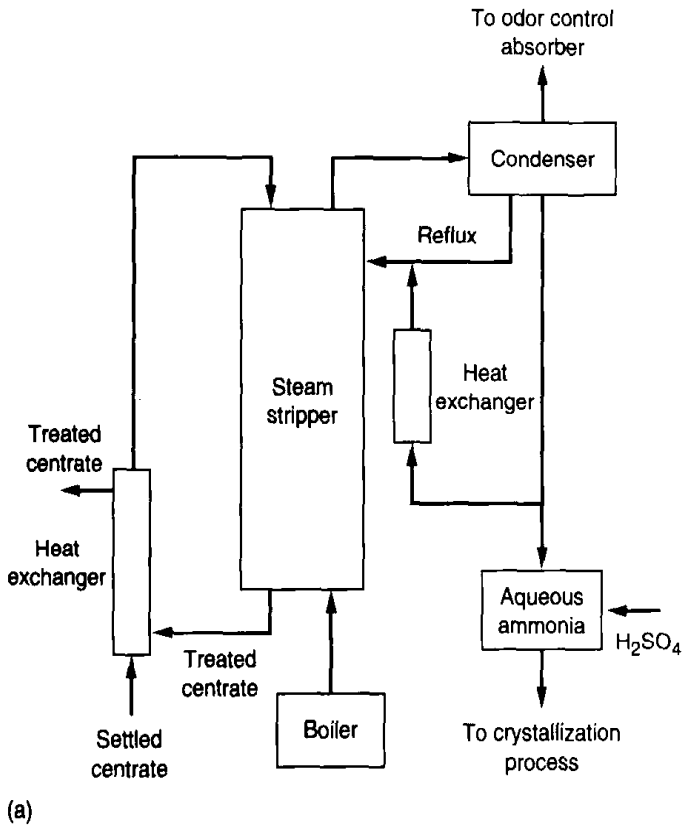 To odor control
absorber
Condenser
Reflux
Steam
stripper
Heat
exchanger
Treated
centrate
Heat
exchanger
Aqueous
ammonia
H₂SO₄
Treated
centrate
Boiler
Settled
centrate
To crystallization
process
(a)